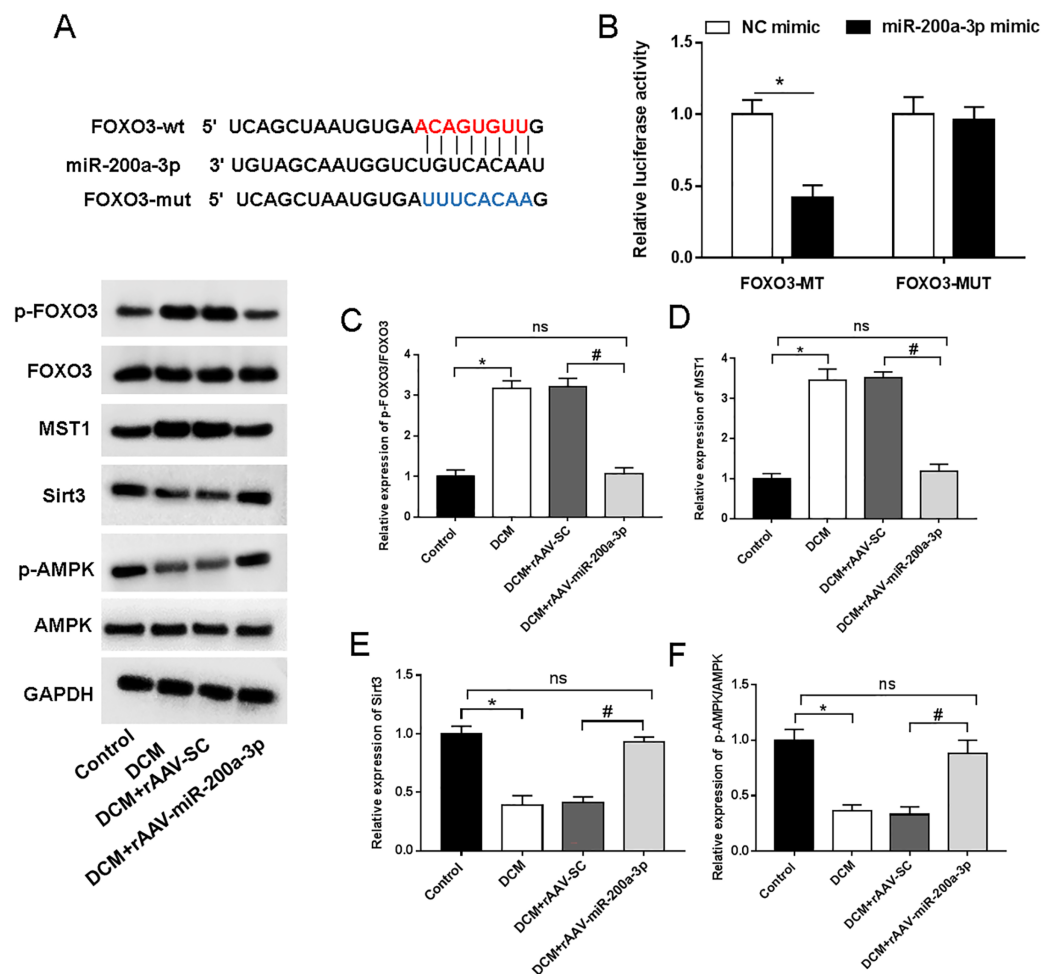 A
FOXO3-wt 5' UCAGCUAAUGUGAACAGUGUUG
miR-200a-3p 3' UGUAGCAAUGGUCUGUCACAAU
FOXO3-mut 5' UCAGCUAAUGUGAUUUCACAAG
B
NC mimic miR-200a-3p mimic
Relative luciferase activity
1.5
1.0
0.5
0.0
*
FOXO3-MT FOXO3-MUT
p-FOXO3
FOXO3
MST1
Sirt3
p-AMPK
AMPK
GAPDH
Control
DCM
DCM+rAAV-SC
DCM+rAAV-miR-200a-3p
C
Relative expression of p-FOXO3/FOXO3
4
3
2
1
0
ns
*
#
Control
DCM
DCM+rAAV-SC
DCM+rAAV-miR-200a-3p
D
Relative expression of MST1
4
3
2
1
0
ns
*
#
Control
DCM
DCM+rAAV-SC
DCM+rAAV-miR-200a-3p
E
Relative expression of Sirt3
1.5
1.0
0.5
0.0
ns
*
#
Control
DCM
DCM+rAAV-SC
DCM+rAAV-miR-200a-3p
F
Relative expression of p-AMPK/AMPK
1.5
1.0
0.5
0.0
ns
*
#
Control
DCM
DCM+rAAV-SC
DCM+rAAV-miR-200a-3p